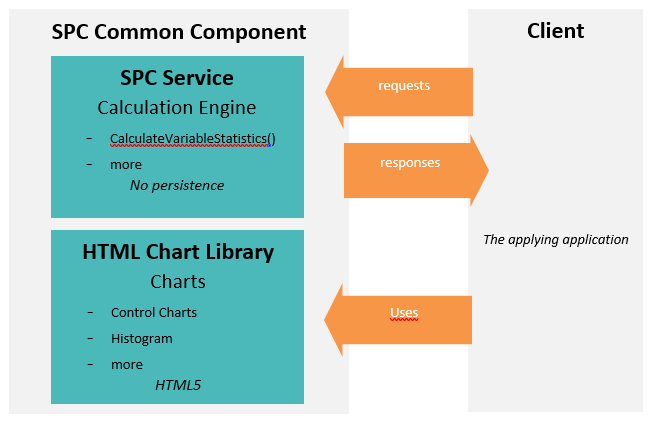 SPC Common Component
SPC Service
Calculation Engine
- CalculateVariableStatistics()
- more
No persistence
HTML Chart Library
Charts
- Control Charts
- Histogram
- more
HTML5
requests
responses
Uses
Client
The applying application